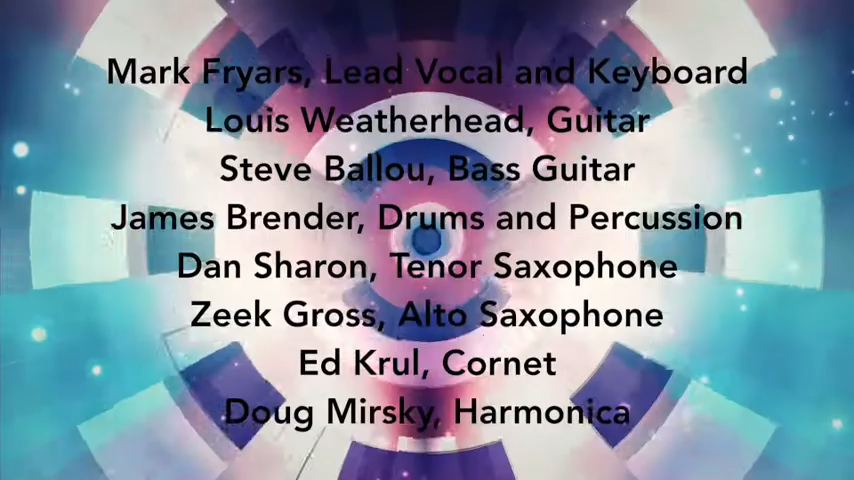 Mark Fryars, Lead Vocal and Keyboard
Louis Weatherhead, Guitar
Steve Ballou, Bass Guitar
James Brender, Drums and Percussion
Dan Sharon, Tenor Saxophone
Zeek Gross, Alto Saxophone
Ed Krul, Cornet
Doug Mirsky, Harmonica